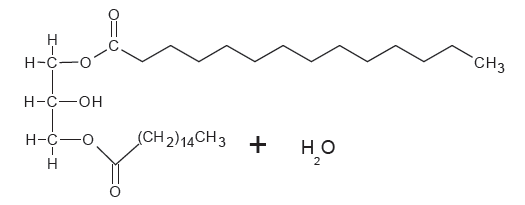 O
H
C
H-C-O
CH3
H-C-OH
H-C-O
(CH2)14CH3
+
H2O
H
O